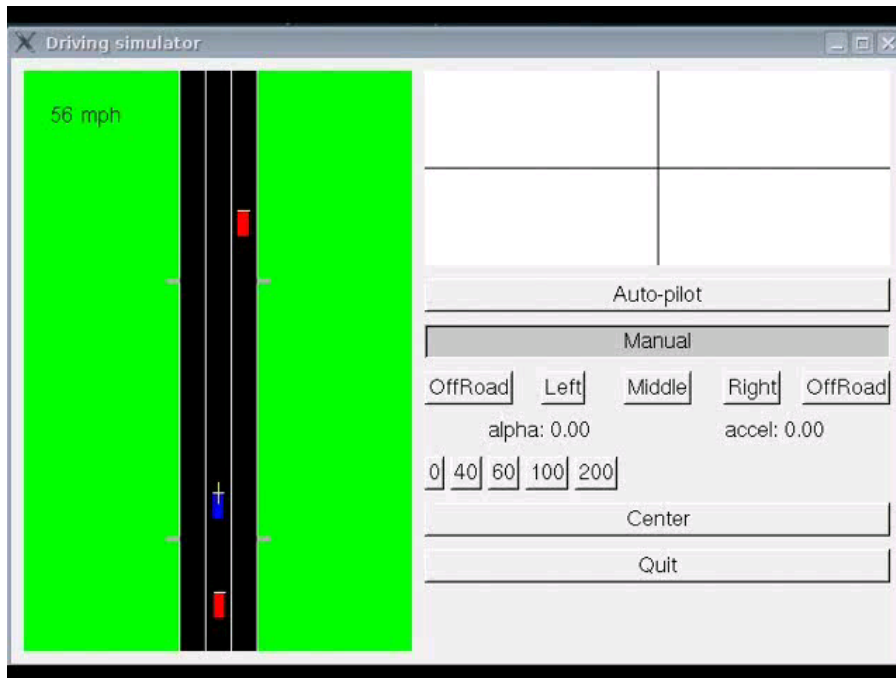 Driving simulator
56 mph
Auto-pilot
Manual
OffRoad Left Middle Right OffRoad
alpha: 0.00 accel: 0.00
0 40 60 100 200
Center
Quit